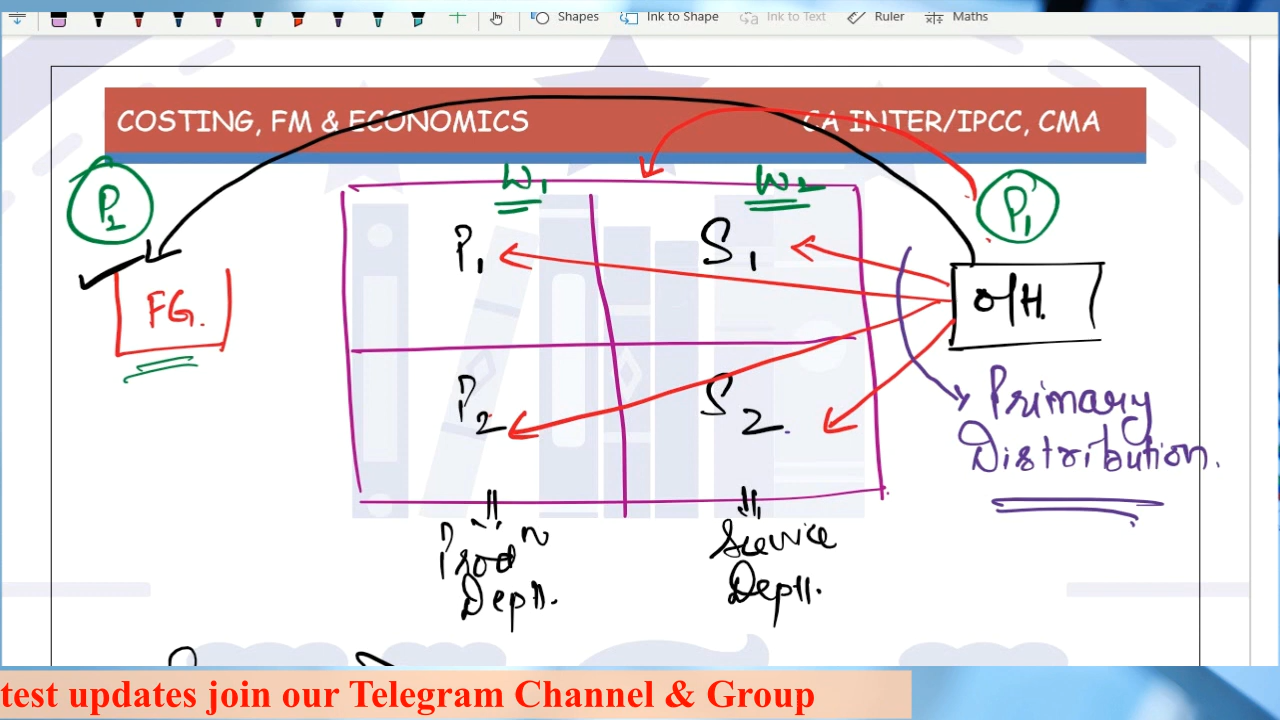 Shapes Ink to Shape Ink to Text Ruler Maths
COSTING, FM & ECONOMICS CA INTER/IPCC, CMA
W1 W2
P2 P1
P1 S1
FG. O/H.
P2 S2
Primary
Distribution.
Prodn Service
Deptt. Deptt.
test updates join our Telegram Channel & Group